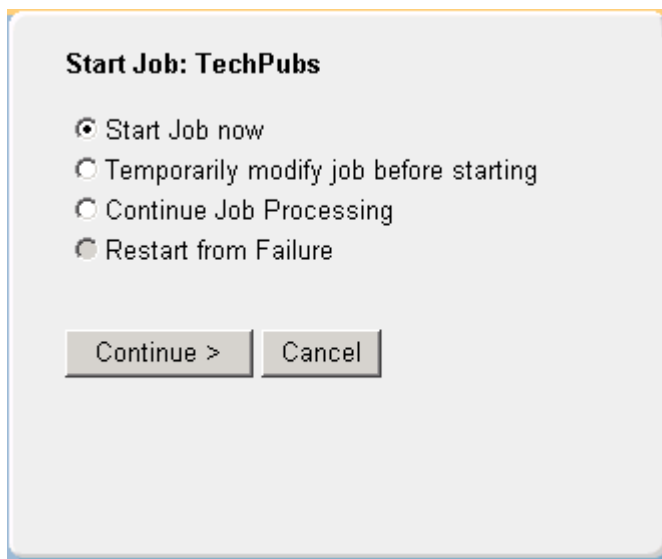 Start Job: TechPubs
Start Job now
Temporarily modify job before starting
Continue Job Processing
Restart from Failure
Continue > Cancel